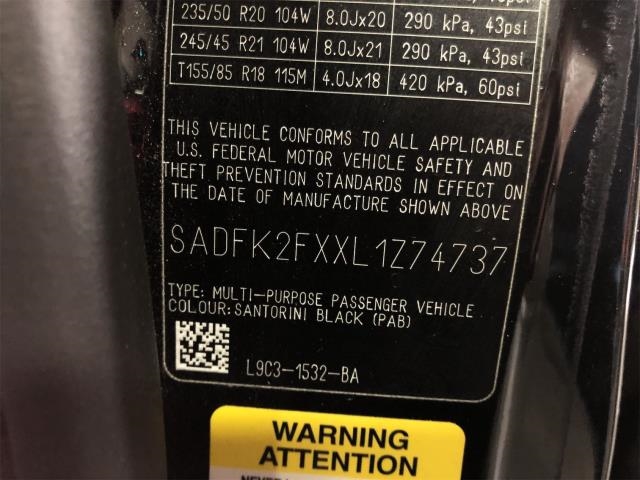 235/50 R20 104W 8.0Jx20 290 kPa, 43psi
245/45 R21 104W 8.0Jx21 290 kPa, 43psi
T155/85 R18 115M 4.0Jx18 420 kPa, 60psi
THIS VEHICLE CONFORMS TO ALL APPLICABLE
U.S. FEDERAL MOTOR VEHICLE SAFETY AND
THEFT PREVENTION STANDARDS IN EFFECT ON
THE DATE OF MANUFACTURE SHOWN ABOVE
SADFK2FXXL1Z74737
TYPE: MULTI-PURPOSE PASSENGER VEHICLE
COLOUR:SANTORINI BLACK (PAB)
L9C3-1532-BA
WARNING
ATTENTION